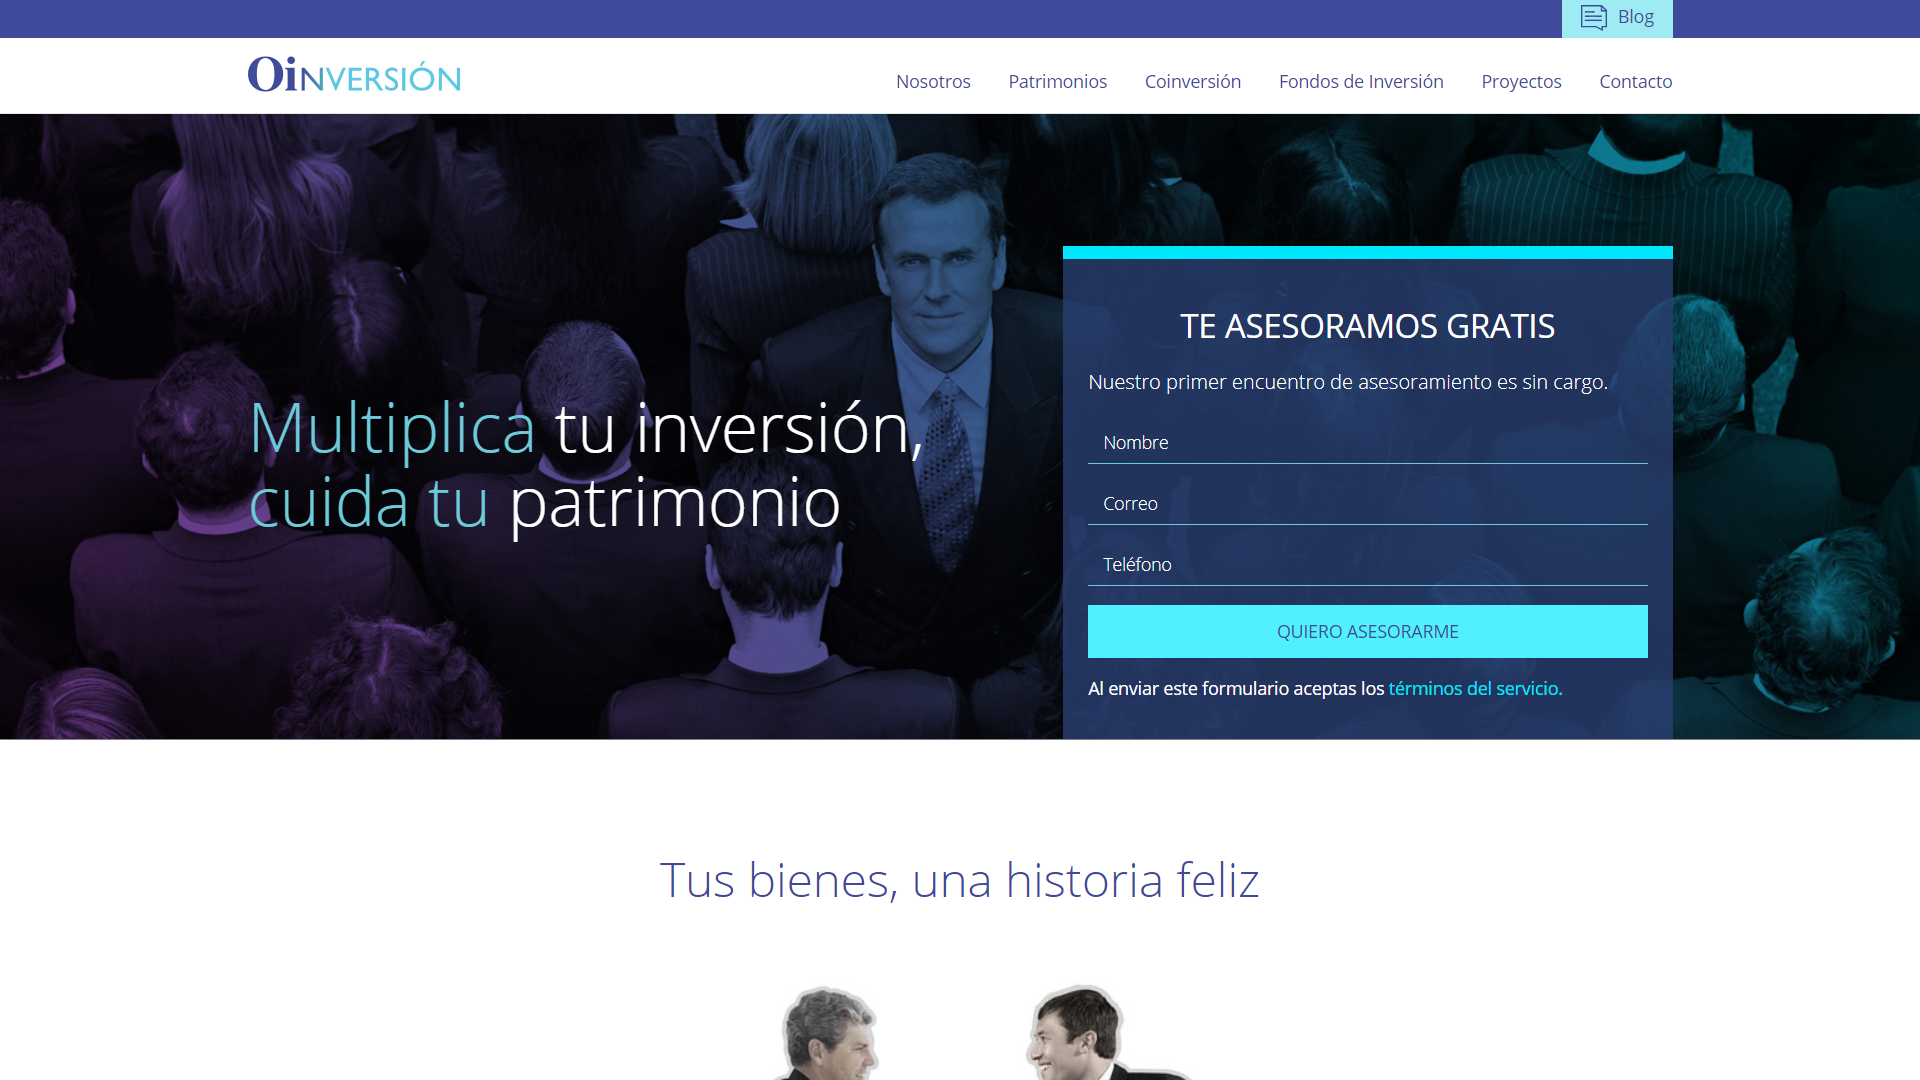 Blog
OiNVERSIÓN
Nosotros
Patrimonios
Coinversión
Fondos de Inversión
Proyectos
Contacto
Multiplica tu inversión,
cuida tu patrimonio
TE ASESORAMOS GRATIS
Nuestro primer encuentro de asesoramiento es sin cargo.
Nombre
Correo
Teléfono
QUIERO ASESORARME
Al enviar este formulario aceptas los términos del servicio.
Tus bienes, una historia feliz